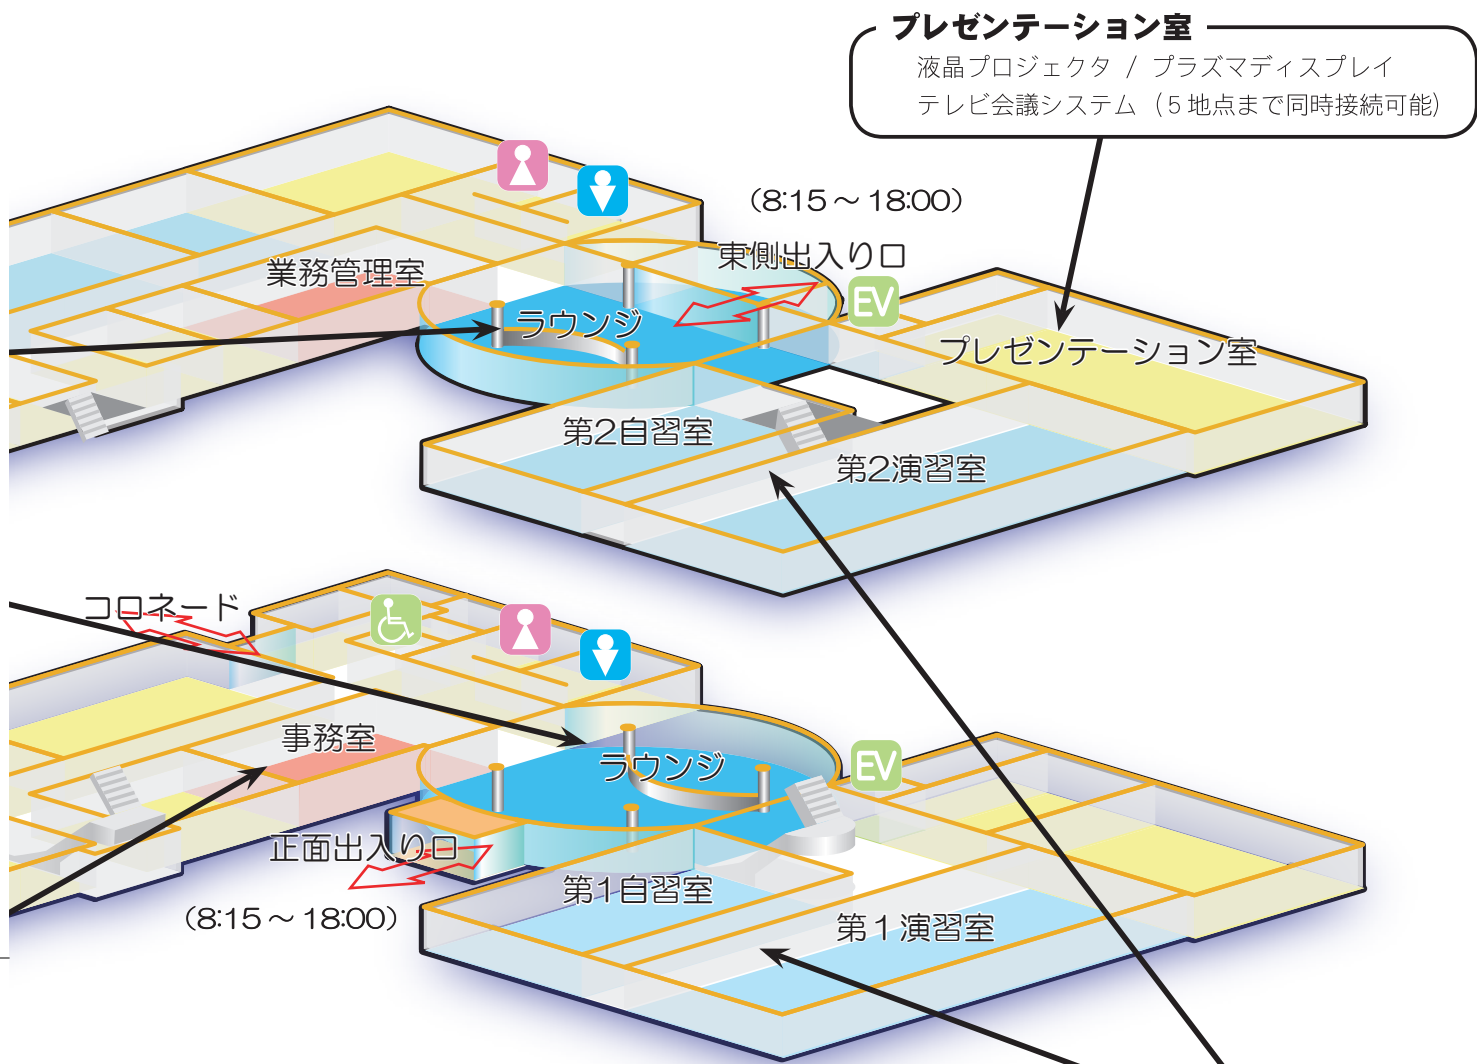 プレゼンテーション室
液晶プロジェクタ / プラズマディスプレイ
テレビ会議システム（5地点まで同時接続可能）
（8:15～18:00）
東側出入り口
業務管理室
EV
ラウンジ
プレゼンテーション室
第2自習室
第2演習室
コロネード
事務室
ラウンジ
EV
正面出入り口
第1自習室
（8:15～18:00）
第1演習室